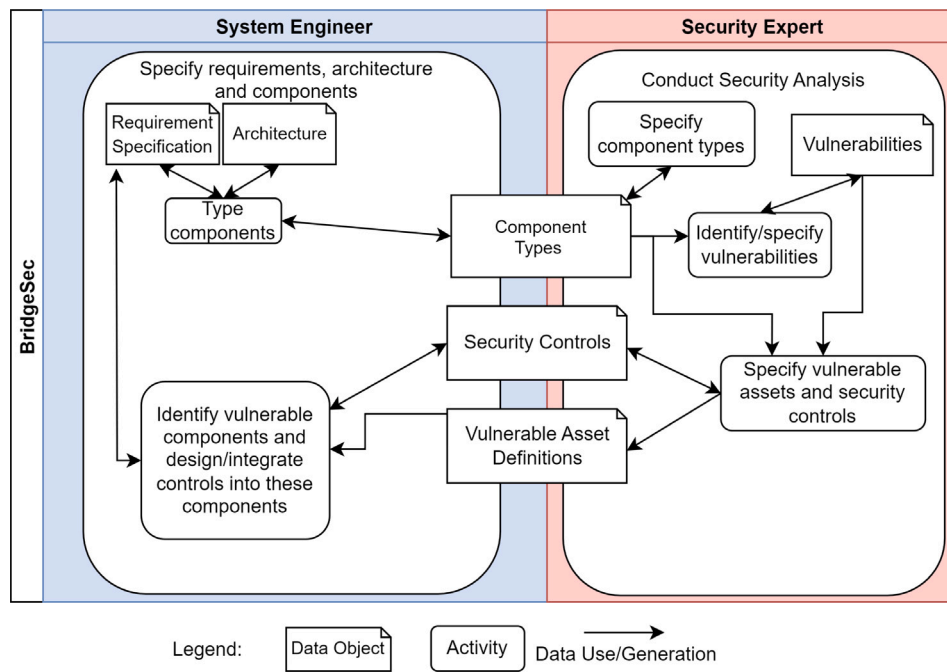 System Engineer
Security Expert
BridgeSec
Specify requirements, architecture
and components
Requirement
Specification
Architecture
Type
components
Conduct Security Analysis
Specify
component types
Vulnerabilities
Component
Types
Identify/specify
vulnerabilities
Security Controls
Specify vulnerable
assets and security
controls
Identify vulnerable
components and
design/integrate
controls into these
components
Vulnerable Asset
Definitions
Legend:
Data Object
Activity
Data Use/Generation